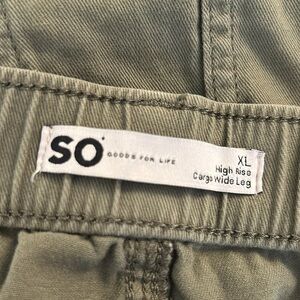 SO GOODS FOR LIFE
XL
High Rise
Cargo Wide Leg